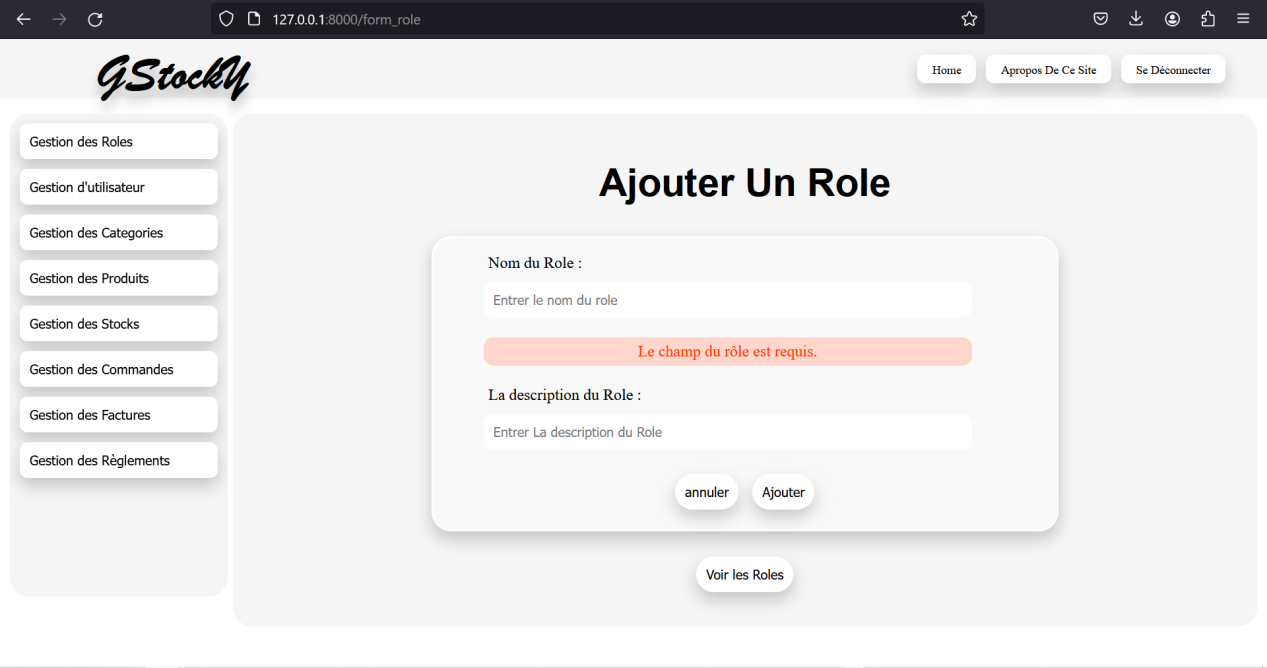 127.0.0.1:8000/form_role
GStockY
Home
Apropos De Ce Site
Se Déconnecter
Gestion des Roles
Gestion d'utilisateur
Gestion des Categories
Gestion des Produits
Gestion des Stocks
Gestion des Commandes
Gestion des Factures
Gestion des Règlements
Ajouter Un Role
Nom du Role :
Entrer le nom du role
Le champ du rôle est requis.
La description du Role :
Entrer La description du Role
annuler
Ajouter
Voir les Roles